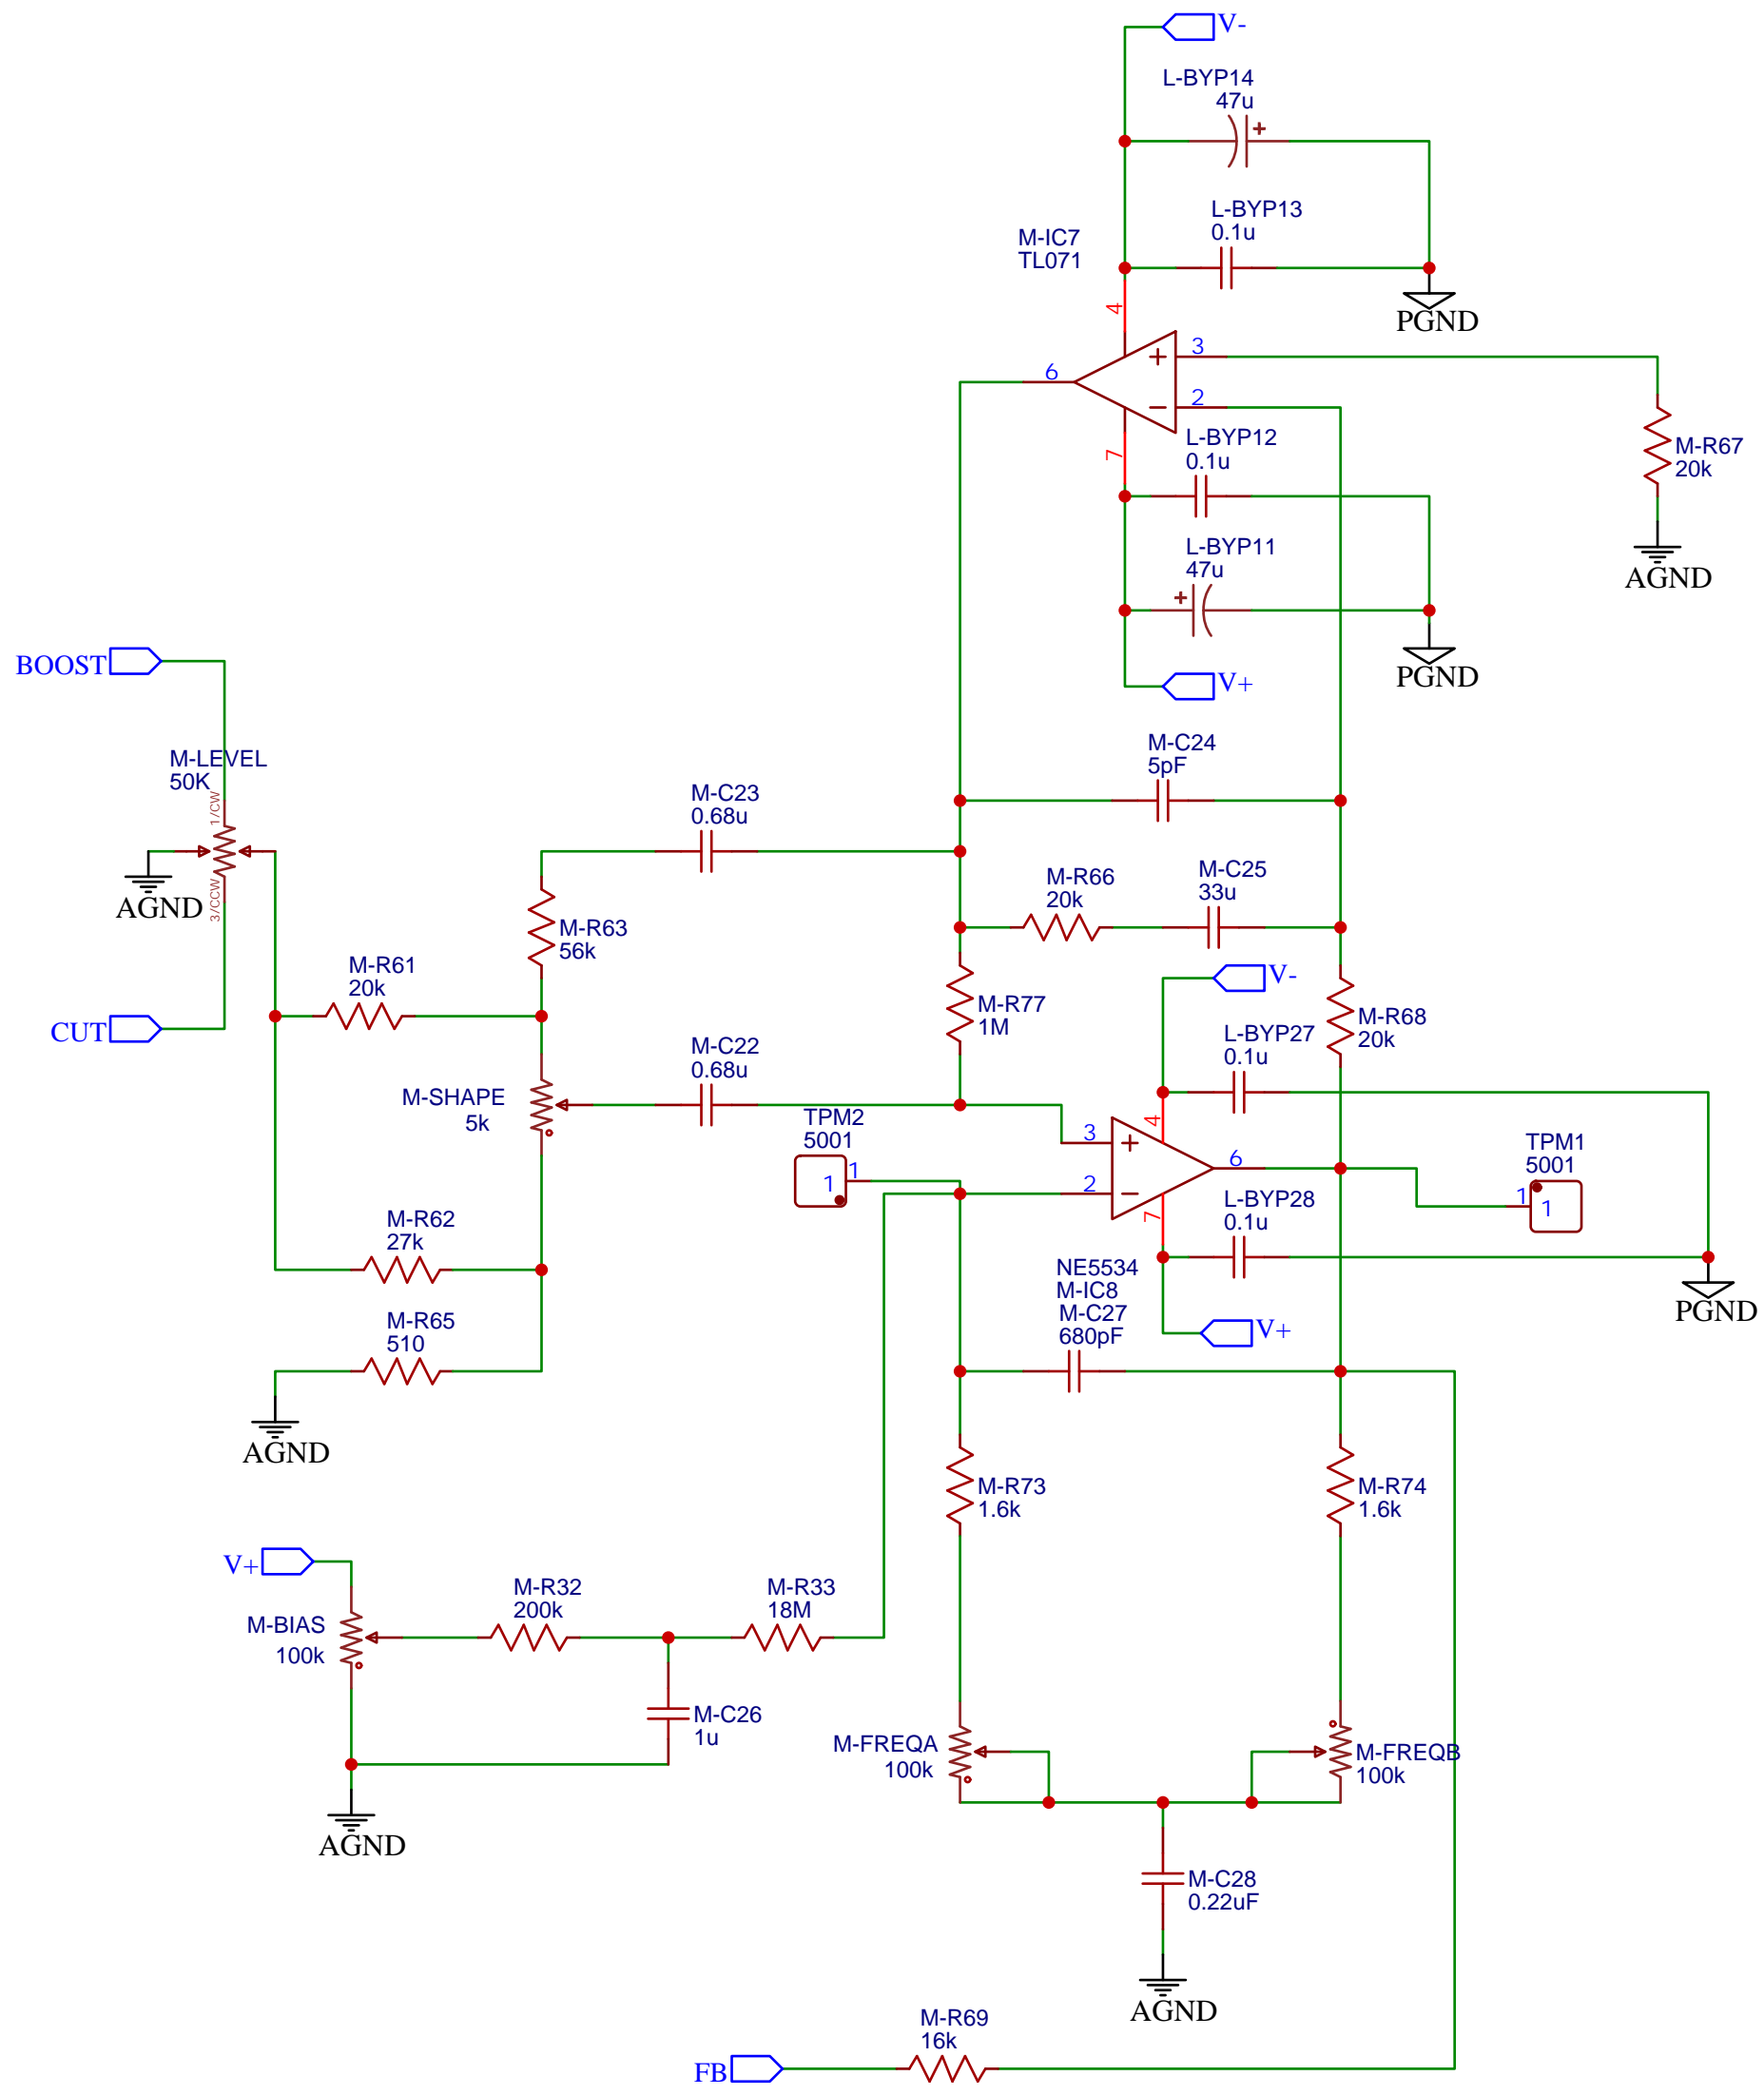 V-
L-BYP14
47u
+
L-BYP13
0.1u
M-IC7
TL071
4
PGND
+
3
6
2
−
L-BYP12
0.1u
7
M-R67
20k
L-BYP11
47u
+
AGND
PGND
V+
BOOST
M-LEVEL
50K
1/CW
3/CCW
AGND
CUT
M-C24
5pF
M-C23
0.68u
M-R66
20k
M-C25
33u
M-R63
56k
M-R61
20k
V-
M-R77
1M
M-R68
20k
L-BYP27
0.1u
M-C22
0.68u
M-SHAPE
5k
TPM2
5001
1
1
4
3
+
6
2
−
7
TPM1
5001
1
1
L-BYP28
0.1u
M-R62
27k
PGND
NE5534
M-IC8
M-C27
680pF
V+
M-R65
510
AGND
M-R73
1.6k
M-R74
1.6k
V+
M-BIAS
100k
M-R32
200k
M-R33
18M
M-C26
1u
AGND
M-FREQA
100k
M-FREQB
100k
M-C28
0.22uF
AGND
M-R69
16k
FB